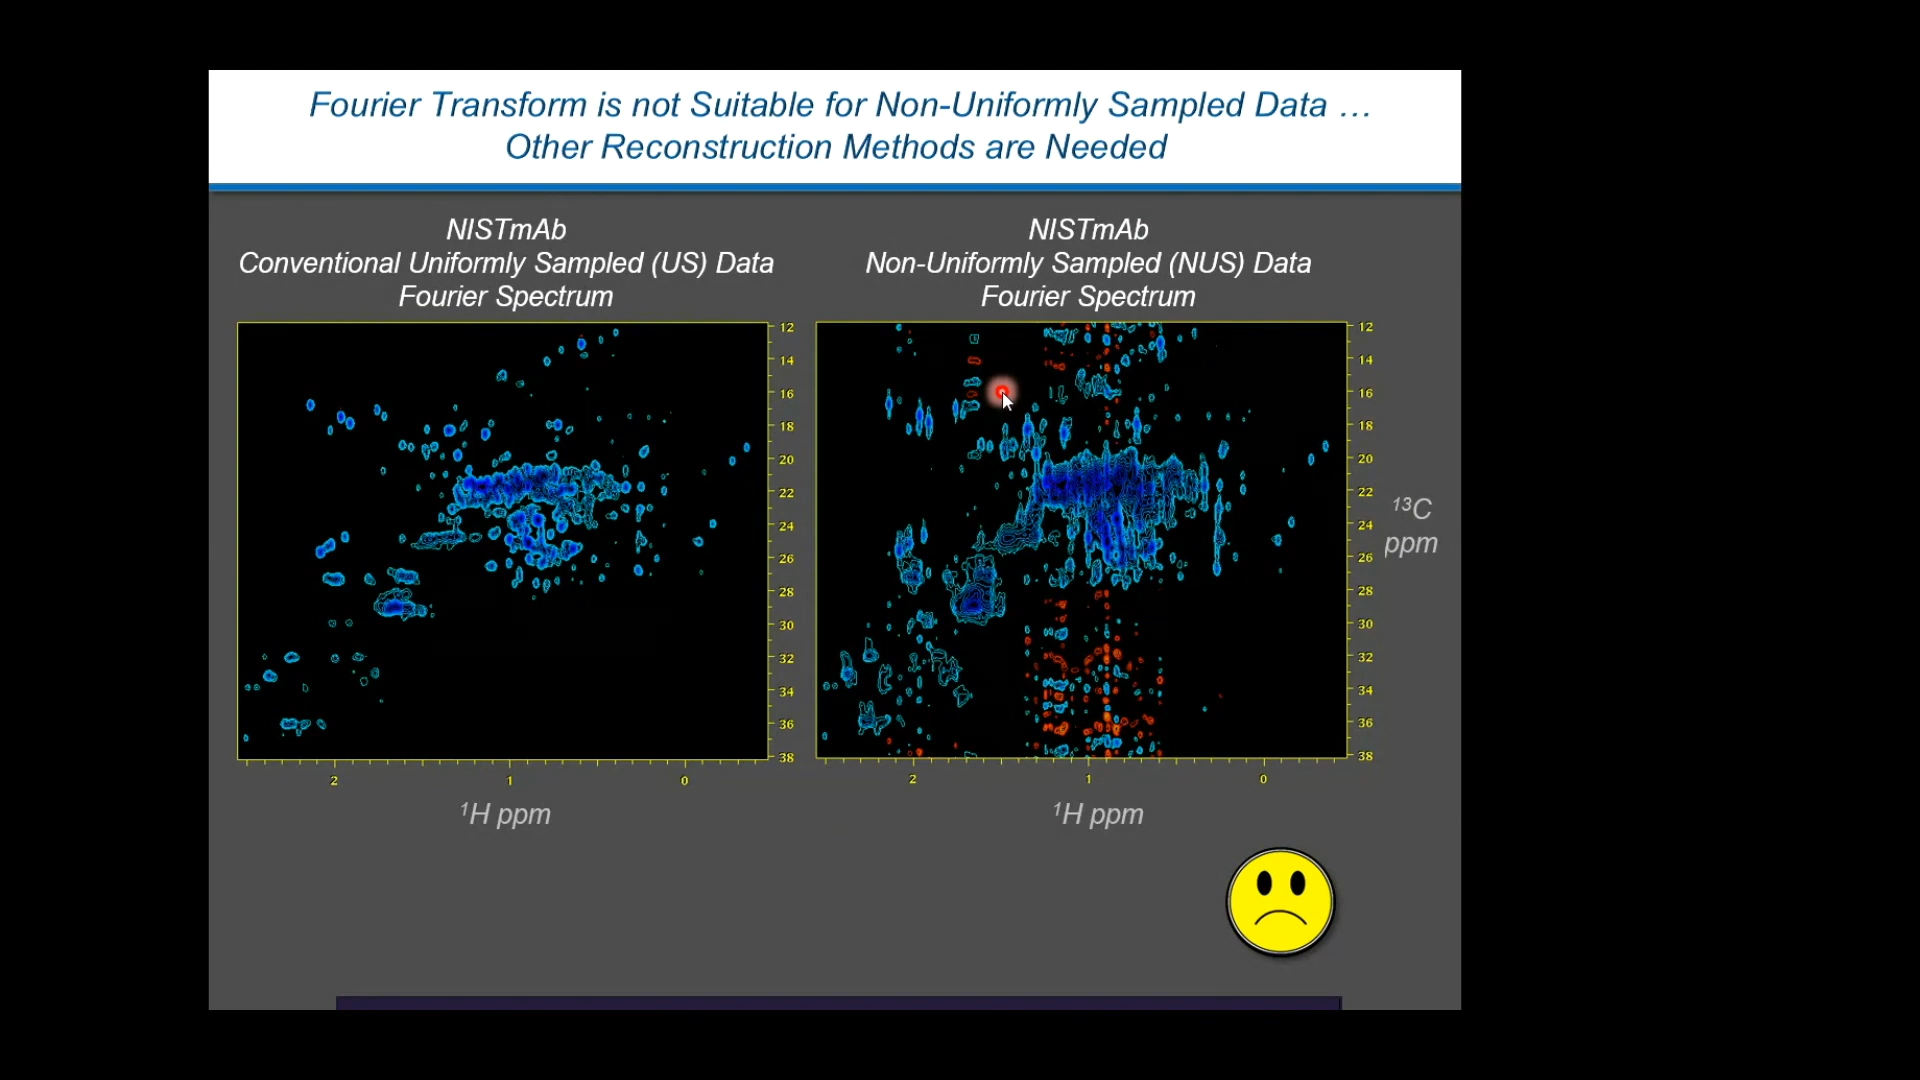 Fourier Transform is not Suitable for Non-Uniformly Sampled Data …
Other Reconstruction Methods are Needed
NISTmAb
Conventional Uniformly Sampled (US) Data
Fourier Spectrum
NISTmAb
Non-Uniformly Sampled (NUS) Data
Fourier Spectrum
12
14
16
18
20
22
24
26
28
30
32
34
36
38
2 1 0
¹H ppm
12
14
16
18
20
22
24
26
28
30
32
34
36
38
2 1 0
¹H ppm
¹³C
ppm